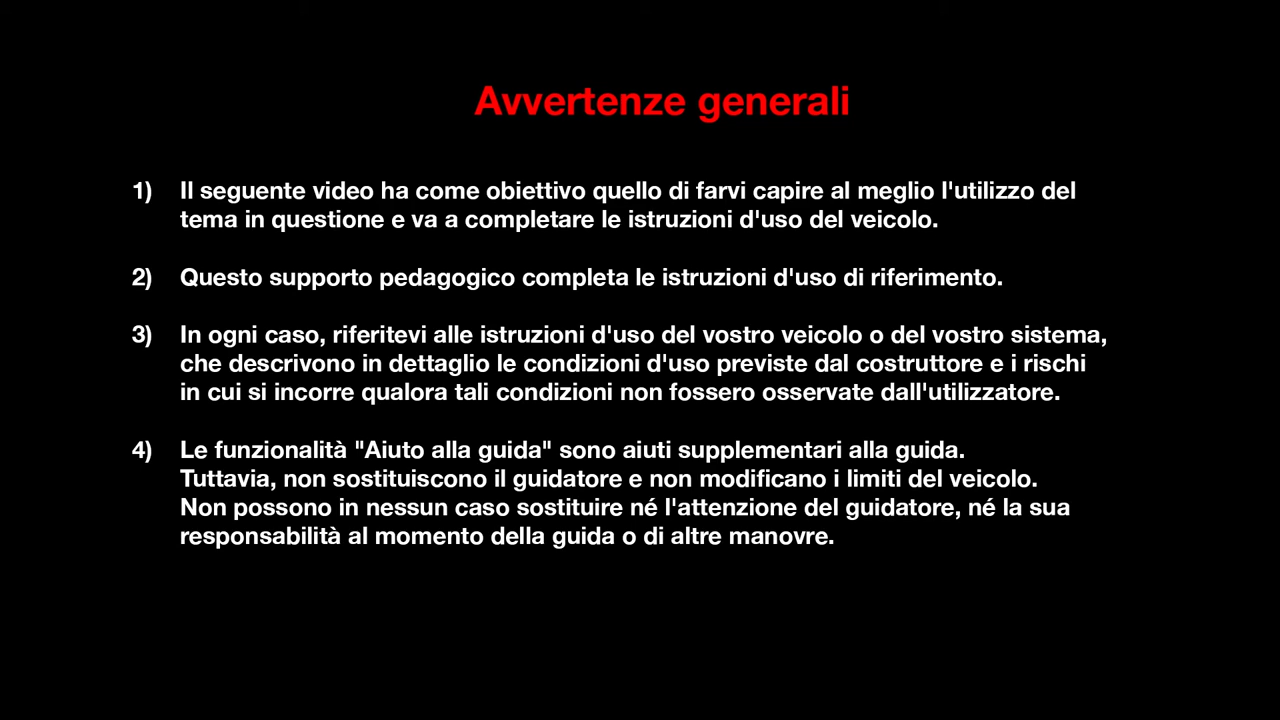 Avvertenze generali
1) Il seguente video ha come obiettivo quello di farvi capire al meglio l'utilizzo del
tema in questione e va a completare le istruzioni d'uso del veicolo.
2) Questo supporto pedagogico completa le istruzioni d'uso di riferimento.
3) In ogni caso, riferitevi alle istruzioni d'uso del vostro veicolo o del vostro sistema,
che descrivono in dettaglio le condizioni d'uso previste dal costruttore e i rischi
in cui si incorre qualora tali condizioni non fossero osservate dall'utilizzatore.
4) Le funzionalità "Aiuto alla guida" sono aiuti supplementari alla guida.
Tuttavia, non sostituiscono il guidatore e non modificano i limiti del veicolo.
Non possono in nessun caso sostituire né l'attenzione del guidatore, né la sua
responsabilità al momento della guida o di altre manovre.